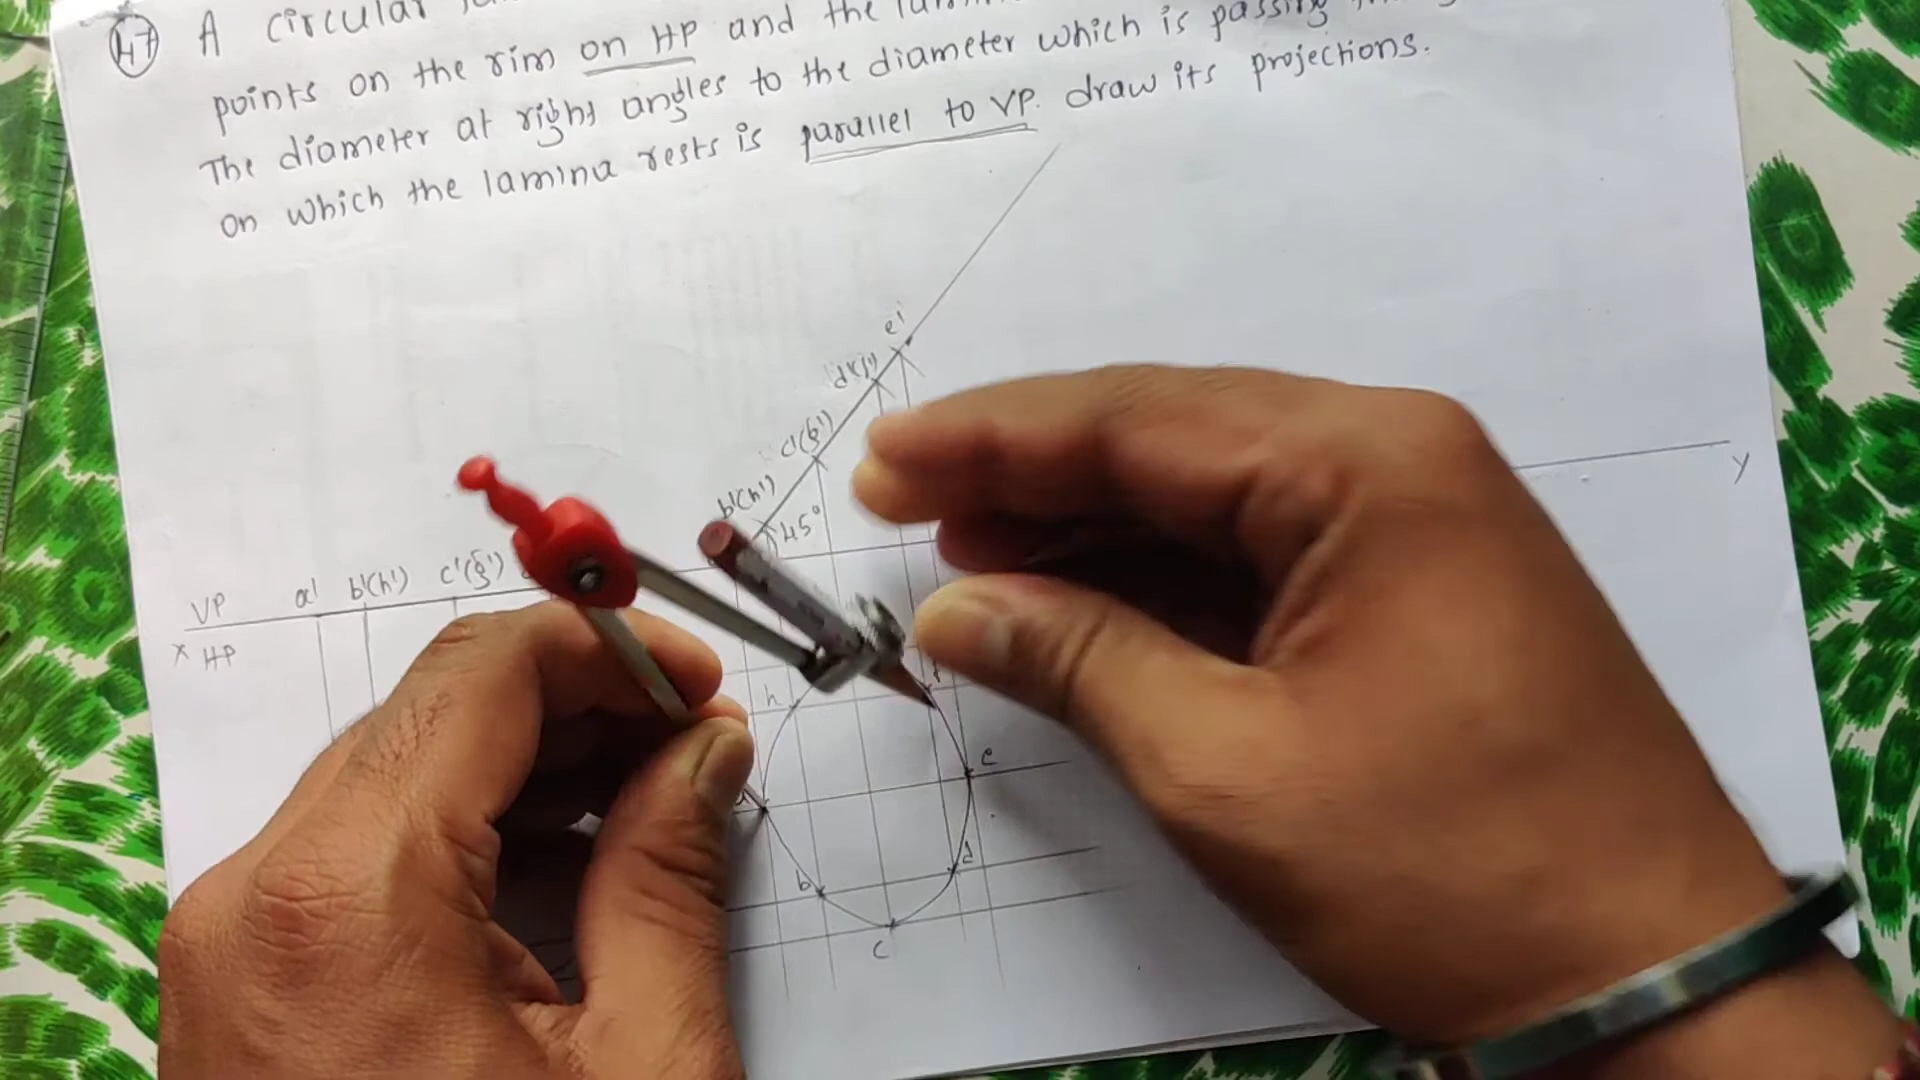 47 A circular
points on the rim on HP and the
The diameter at right angles to the diameter which is passing
on which the lamina rests is parallel to VP. draw its projections.
e'
d'(f')
c'(g')
b'(h')
45°
y
VP
a' b'(h') c'(g')
x HP
h
f
e
a
d
b
c